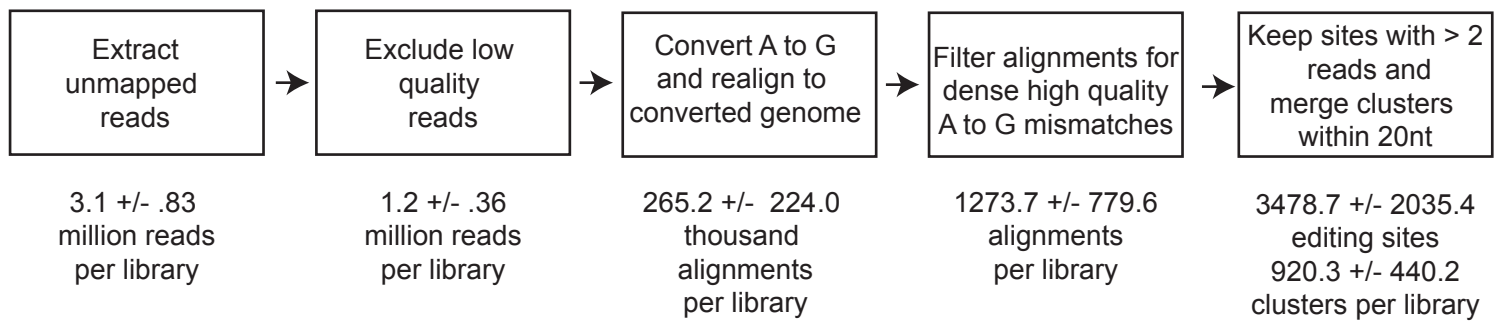 Extract
unmapped
reads
3.1 +/- .83
million reads
per library
Exclude low
quality
reads
1.2 +/- .36
million reads
per library
Convert A to G
and realign to
converted genome
265.2 +/- 224.0
thousand
alignments
per library
Filter alignments for
dense high quality
A to G mismatches
1273.7 +/- 779.6
alignments
per library
Keep sites with > 2
reads and
merge clusters
within 20nt
3478.7 +/- 2035.4
editing sites
920.3 +/- 440.2
clusters per library